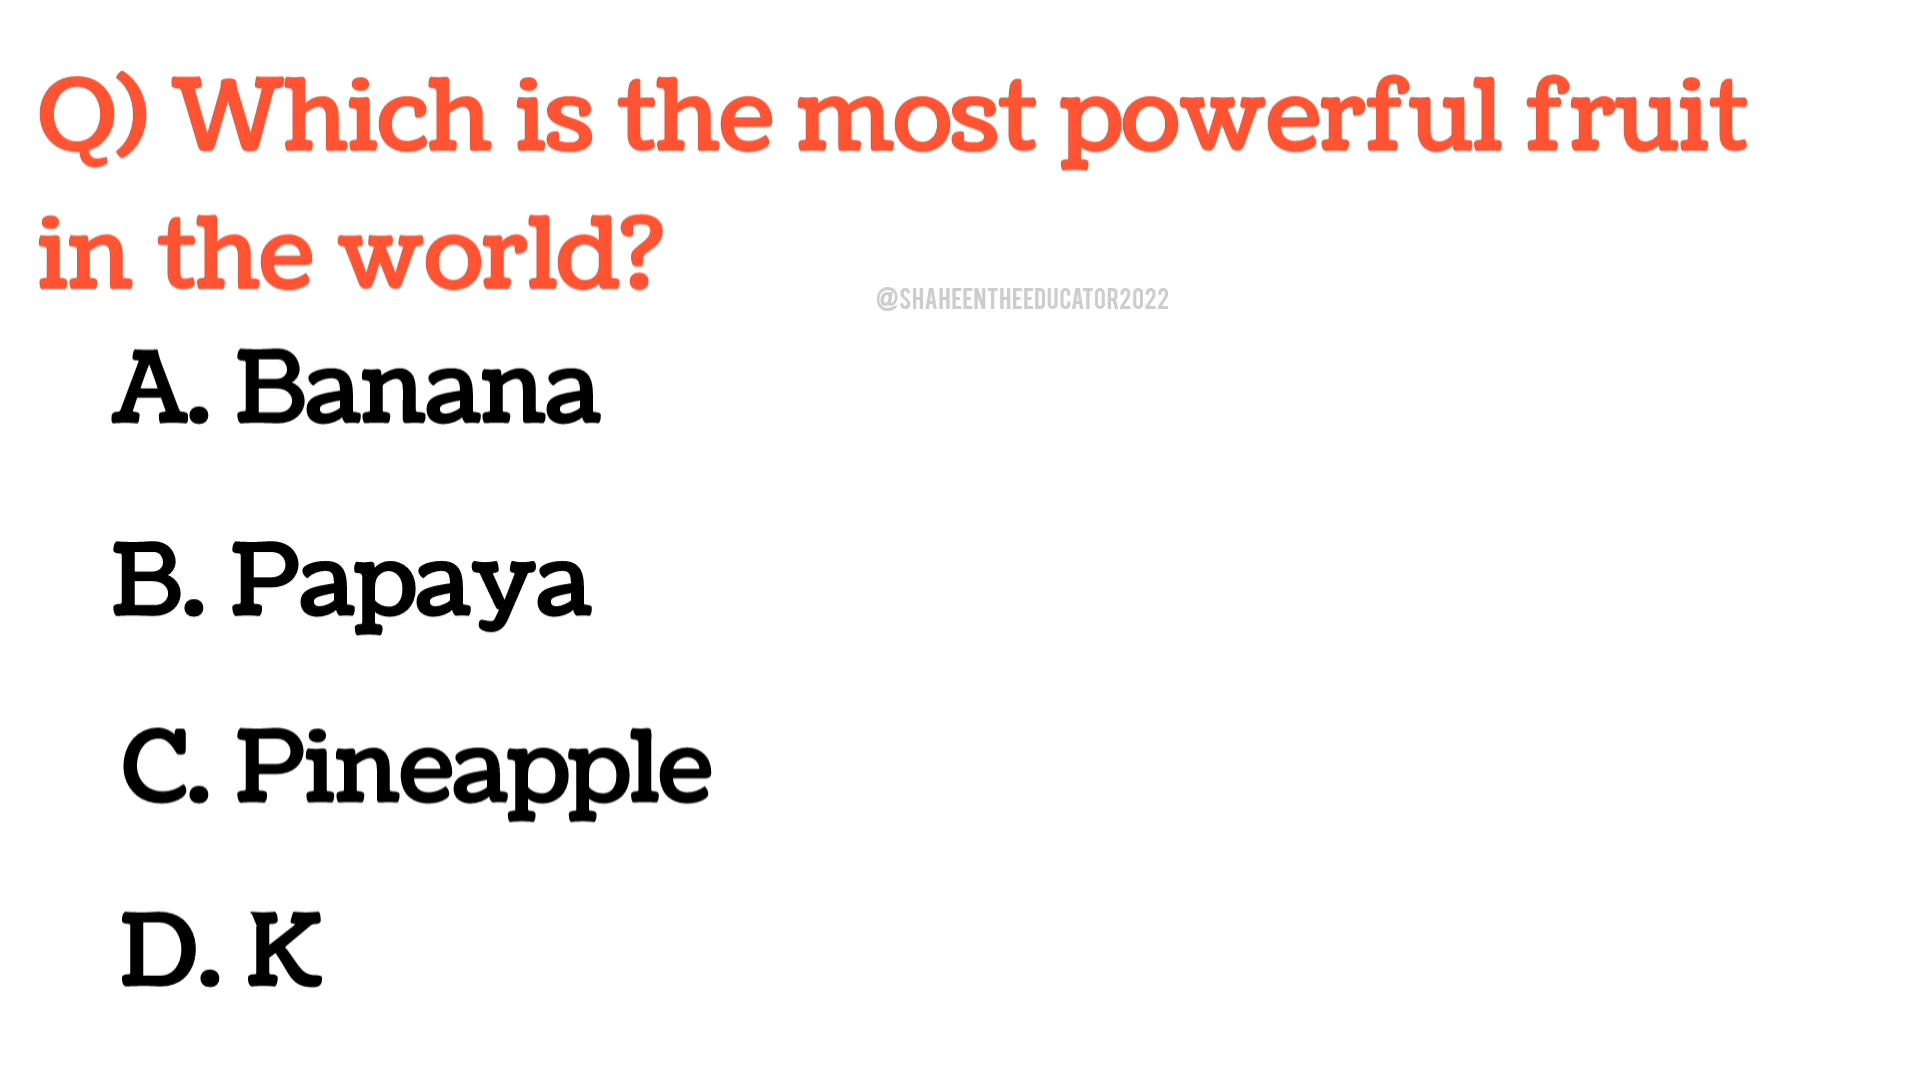 Q) Which is the most powerful fruit
in the world?
@SHAHEENTHEEDUCATOR2022
A. Banana
B. Papaya
C. Pineapple
D. K